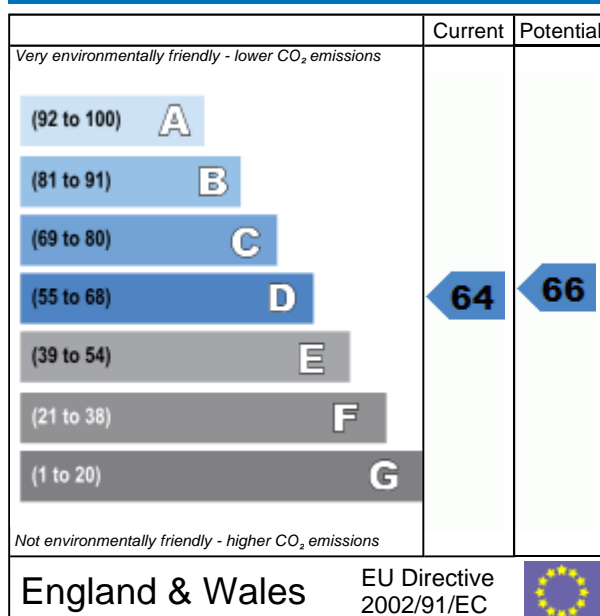 Current Potential
Very environmentally friendly - lower CO₂ emissions
(92 to 100) A
(81 to 91) B
(69 to 80) C
(55 to 68) D 64 66
(39 to 54) E
(21 to 38) F
(1 to 20) G
Not environmentally friendly - higher CO₂ emissions
England & Wales
EU Directive
2002/91/EC